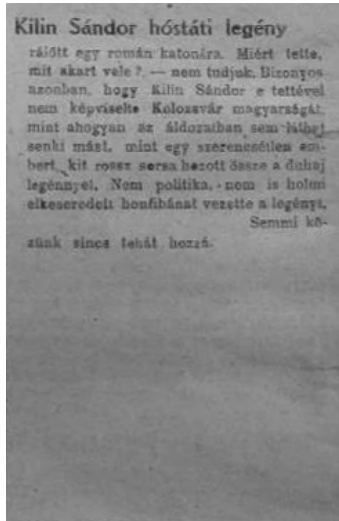 Kilin Sándor hóstáti legény
rálőtt egy román katonára. Miért tette,
mit akart vele? — nem tudjuk. Bizonyos
azonban, hogy Kilin Sándor e tettével
nem képviselte Kolozsvár magyarságát,
mint ahogyan az áldozatban sem láthat
senki mást, mint egy szerencsétlen em-
bert, kit rossz sorsa hozott össze a duhaj
legénnyel. Nem politika, nem is holmi
elkeseredett honfibánat vezette a legényt.
Semmi kö-
zünk sincs tehát hozzá.